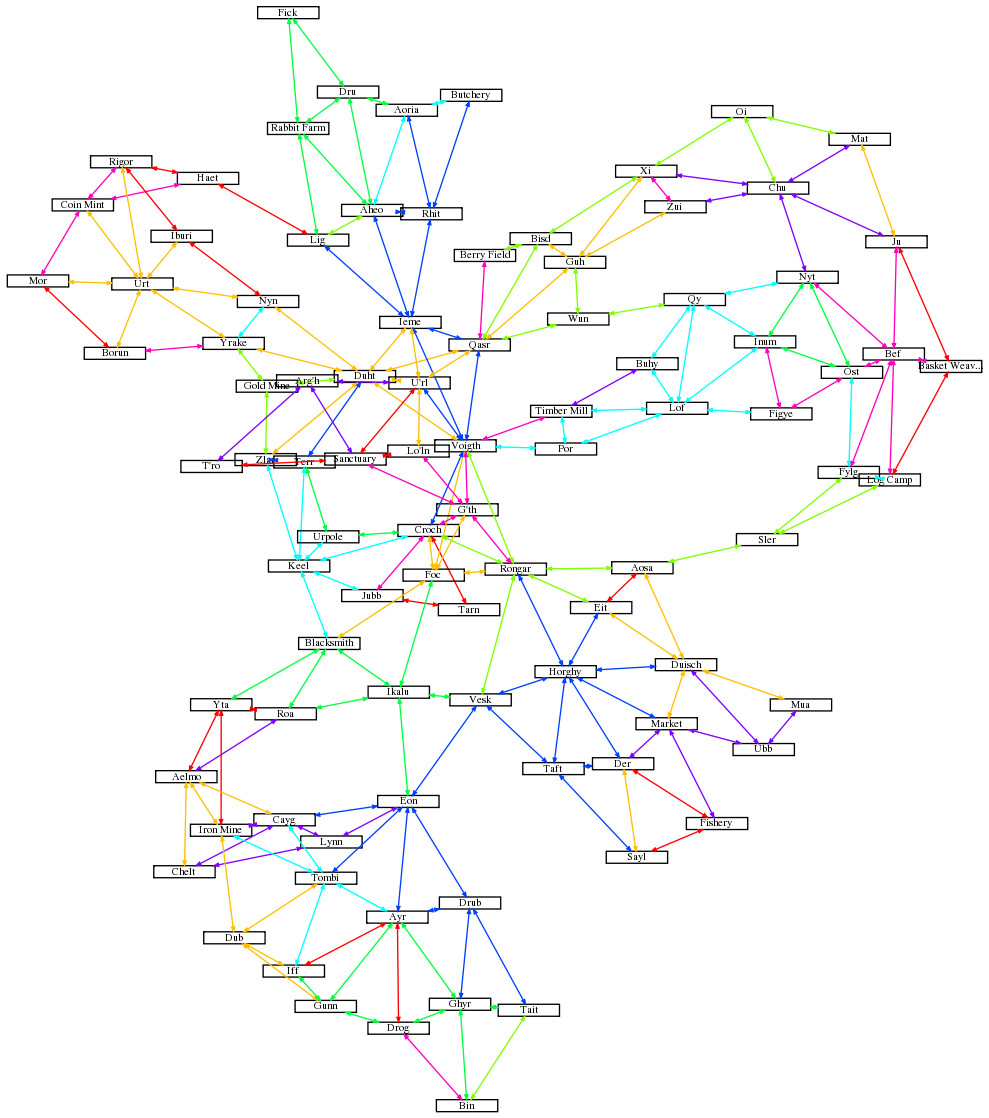 Fick
Dru
Butchery
Aoria
Oi
Rabbit Farm
Mat
Rigor
Xi
Haet
Chu
Coin Mint
Zui
Aheo
Rhit
Iburi
Lig
Bisd
Ju
Berry Field
Guh
Mor
Urt
Nyt
Nyn
Qy
Wun
Ieme
Inum
Yrake
Qasr
Borun
Bef
Buhy
Basket Weav...
Ost
Duht
Arg'h
U'rl
Gold Mine
Lof
Timber Mill
Figye
Voigth
Por
Lo'In
Sanctuary
T'ro
Fylg
Log Camp
G'th
Croch
Urpole
Sler
Keel
Rongar
Aosa
Foc
Jubb
Tarn
Eit
Blacksmith
Duisch
Horghy
Ikalu
Vesk
Yta
Mua
Roa
Market
Ubb
Der
Taft
Aelmo
Eon
Cayg
Fishery
Iron Mine
Lynn
Sayl
Chelt
Tombi
Drub
Ayr
Dub
Iff
Ghyr
Gunn
Tait
Drog
Bin